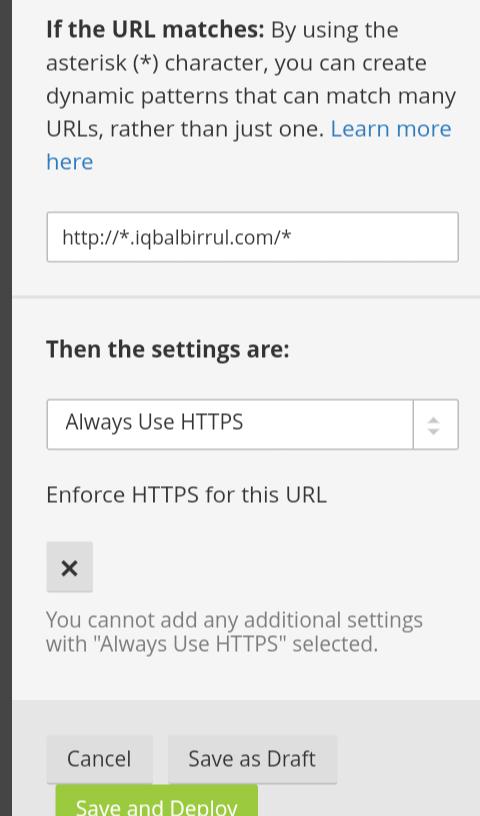 If the URL matches: By using the
asterisk (*) character, you can create
dynamic patterns that can match many
URLs, rather than just one. Learn more
here
http://*.iqbalbirrul.com/*
Then the settings are:
Always Use HTTPS
Enforce HTTPS for this URL
×
You cannot add any additional settings
with "Always Use HTTPS" selected.
Cancel Save as Draft
Save and Deploy